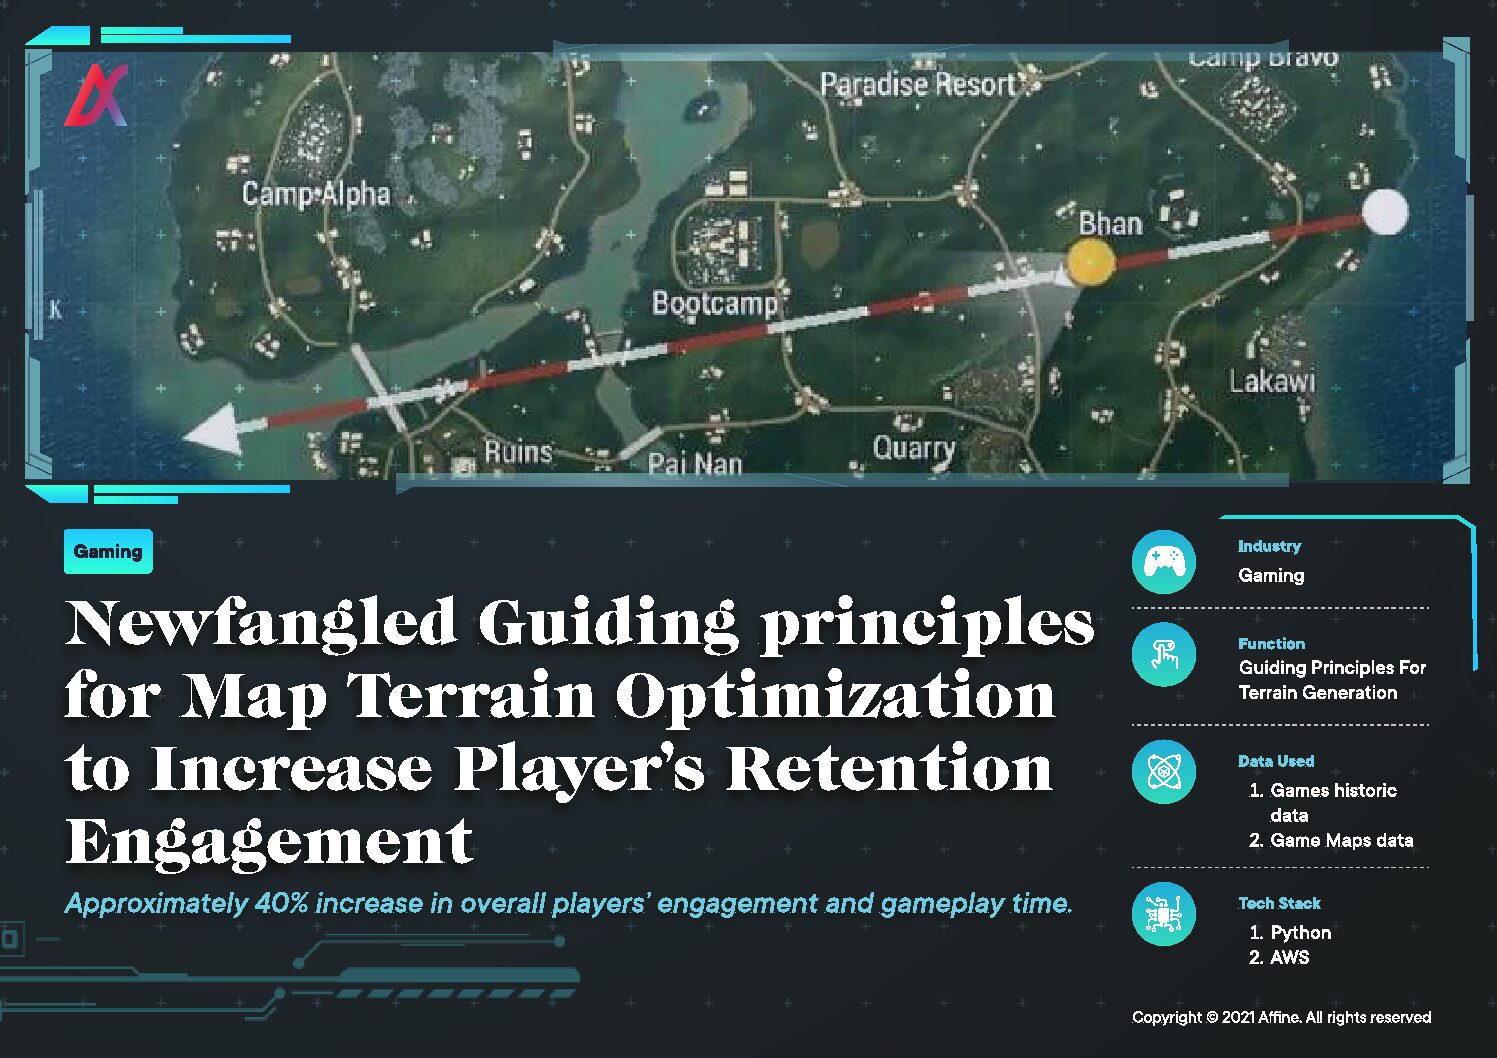 Camp Bravo
Paradise Resort
Camp Alpha
Bhan
K
Bootcamp
Lakawi
Ruins
Quarry
Pai Nan
Gaming
Newfangled Guiding principles
for Map Terrain Optimization
to Increase Player’s Retention
Engagement
Approximately 40% increase in overall players’ engagement and gameplay time.
Industry
Gaming
Function
Guiding Principles For
Terrain Generation
Data Used
1. Games historic
data
2. Game Maps data
Tech Stack
1. Python
2. AWS
Copyright © 2021 Affine. All rights reserved